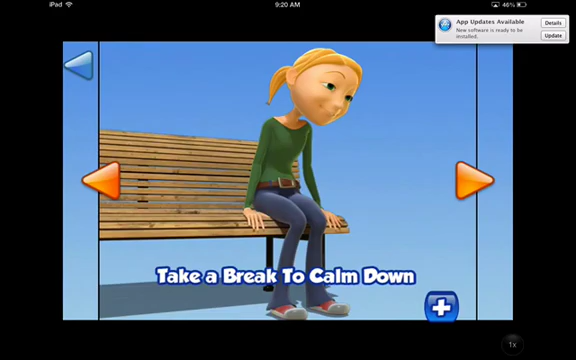 iPad
9:20 AM
46%
App Updates Available
New software is ready to be
installed.
Details
Update
Take a Break To Calm Down
1x